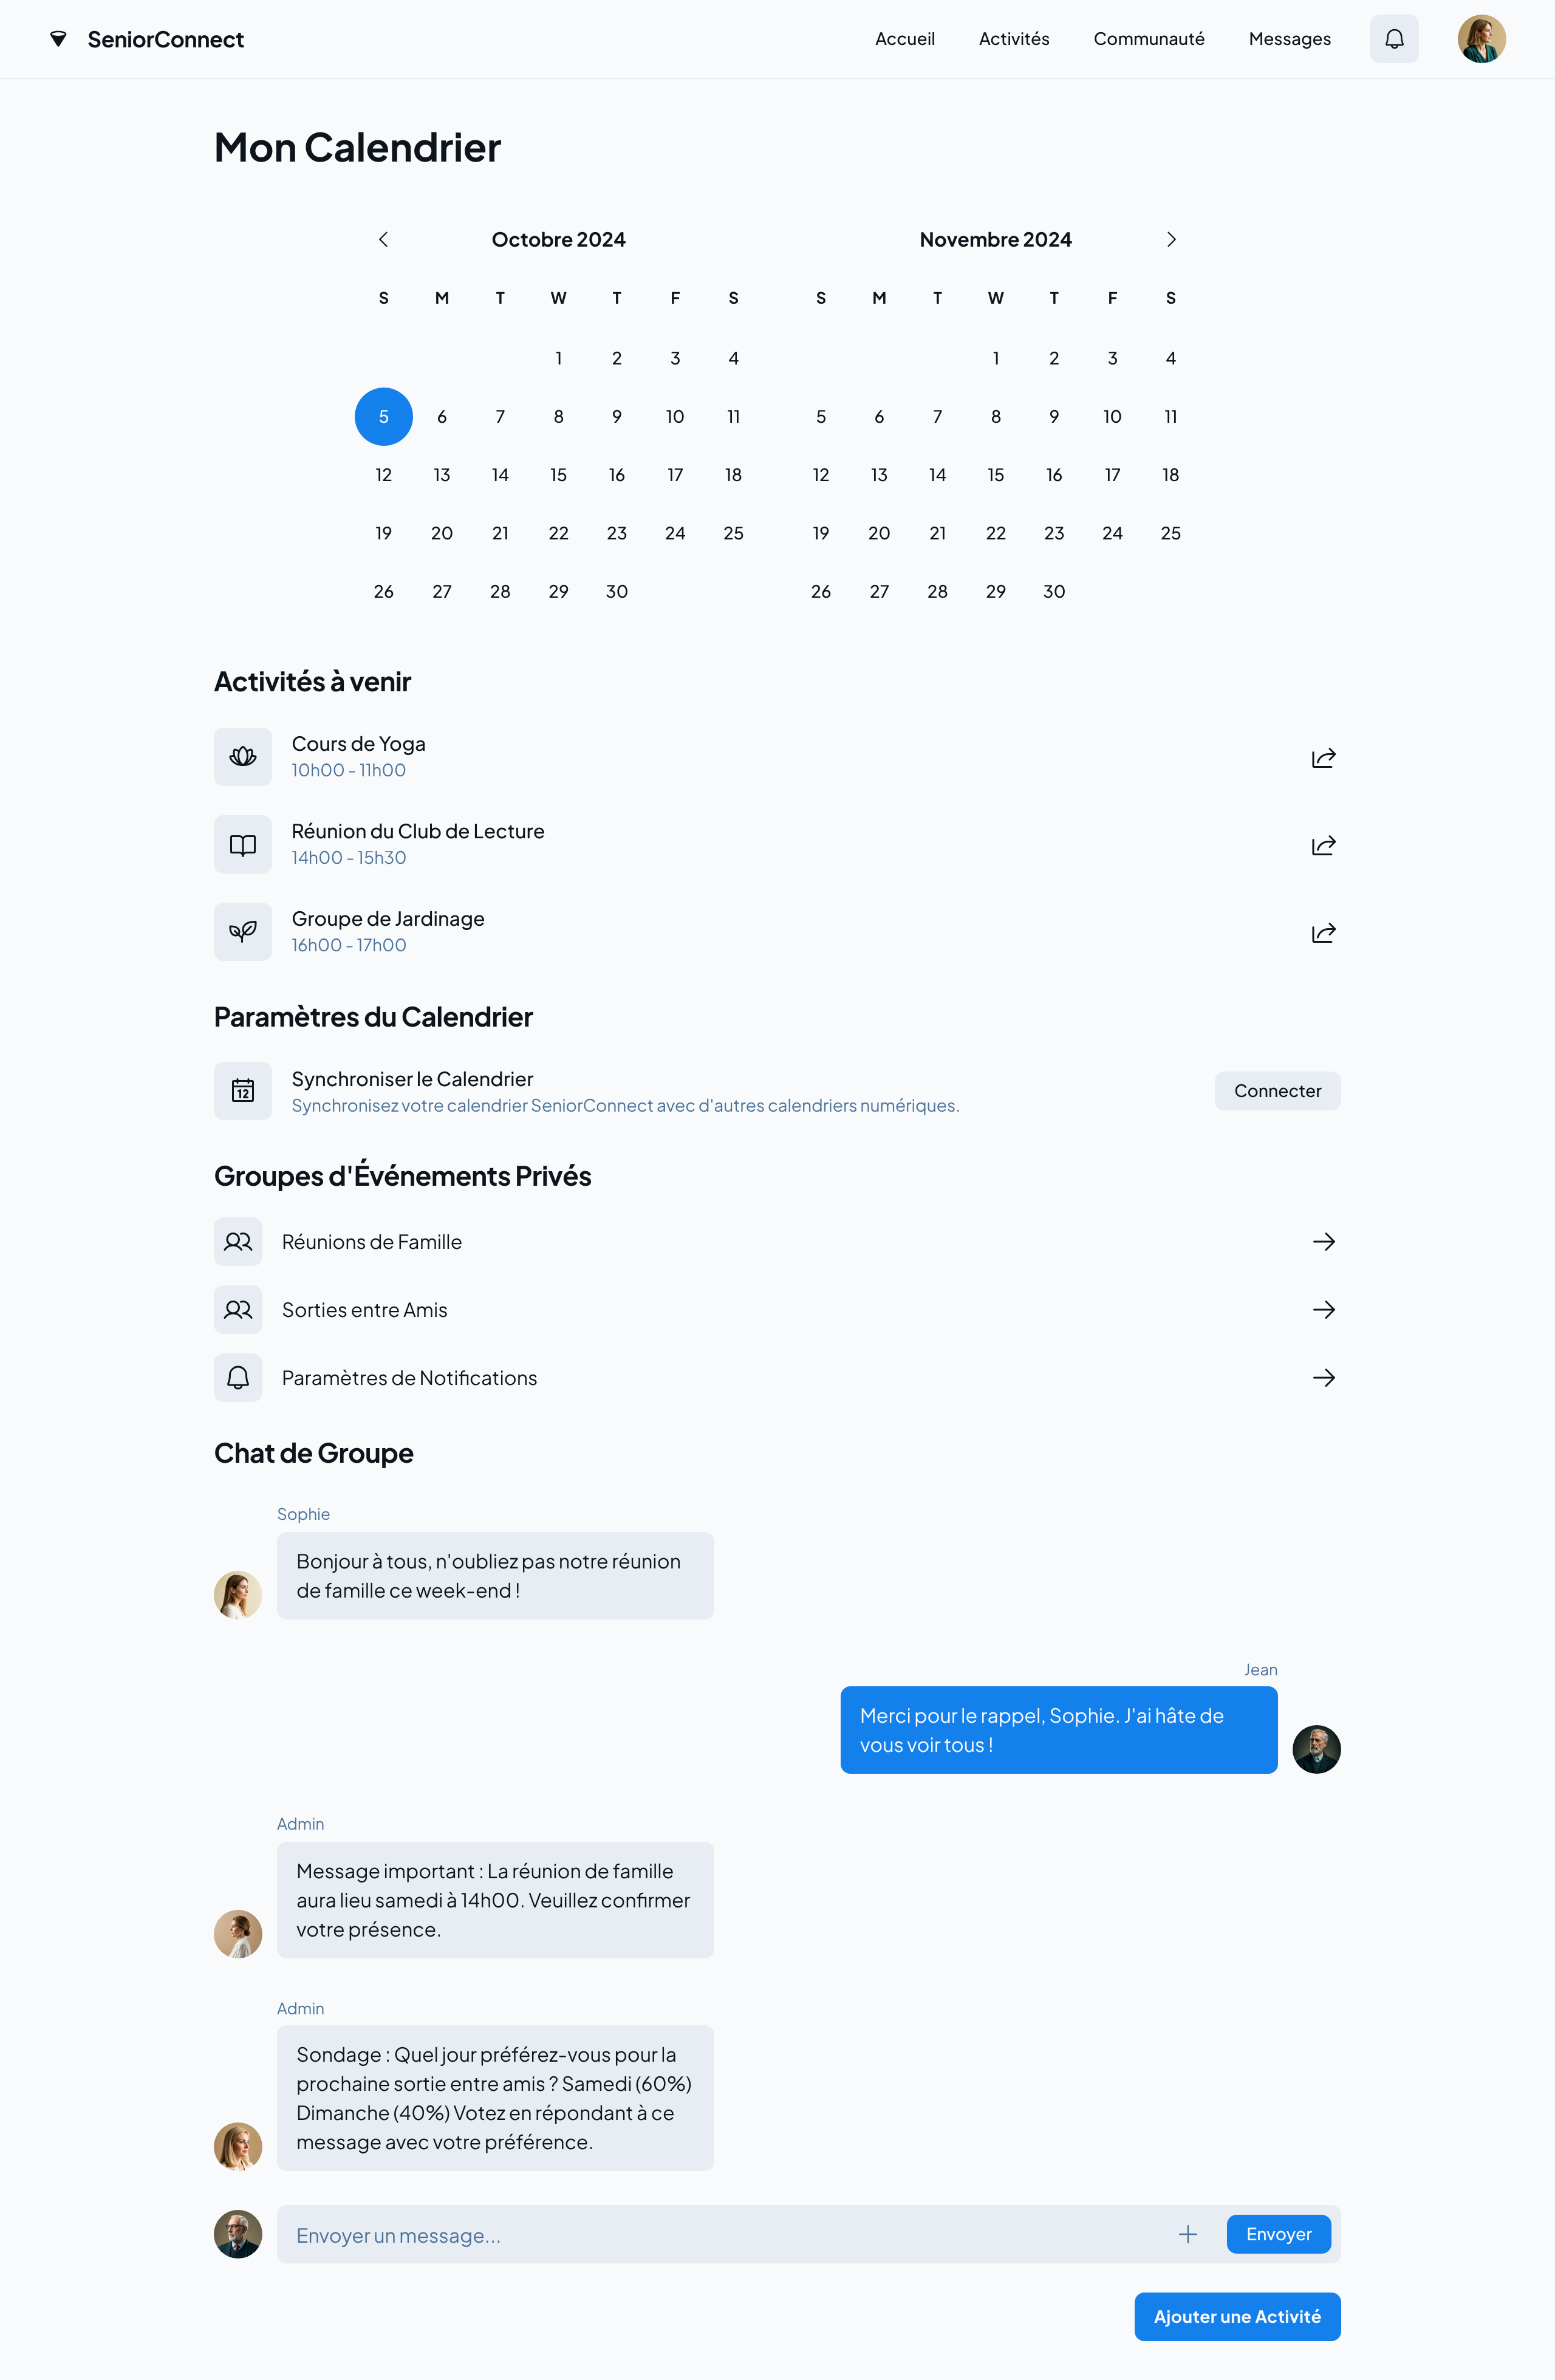 SeniorConnect
Accueil
Activités
Communauté
Messages
Mon Calendrier
Octobre 2024
S M T W T F S
1 2 3 4
5 6 7 8 9 10 11
12 13 14 15 16 17 18
19 20 21 22 23 24 25
26 27 28 29 30
Novembre 2024
S M T W T F S
1 2 3 4
5 6 7 8 9 10 11
12 13 14 15 16 17 18
19 20 21 22 23 24 25
26 27 28 29 30
Activités à venir
Cours de Yoga
10h00 - 11h00
Réunion du Club de Lecture
14h00 - 15h30
Groupe de Jardinage
16h00 - 17h00
Paramètres du Calendrier
12
Synchroniser le Calendrier
Synchronisez votre calendrier SeniorConnect avec d'autres calendriers numériques.
Connecter
Groupes d'Événements Privés
Réunions de Famille
Sorties entre Amis
Paramètres de Notifications
Chat de Groupe
Sophie
Bonjour à tous, n'oubliez pas notre réunion
de famille ce week-end !
Jean
Merci pour le rappel, Sophie. J'ai hâte de
vous voir tous !
Admin
Message important : La réunion de famille
aura lieu samedi à 14h00. Veuillez confirmer
votre présence.
Admin
Sondage : Quel jour préférez-vous pour la
prochaine sortie entre amis ? Samedi (60%)
Dimanche (40%) Votez en répondant à ce
message avec votre préférence.
Envoyer un message...
Envoyer
Ajouter une Activité